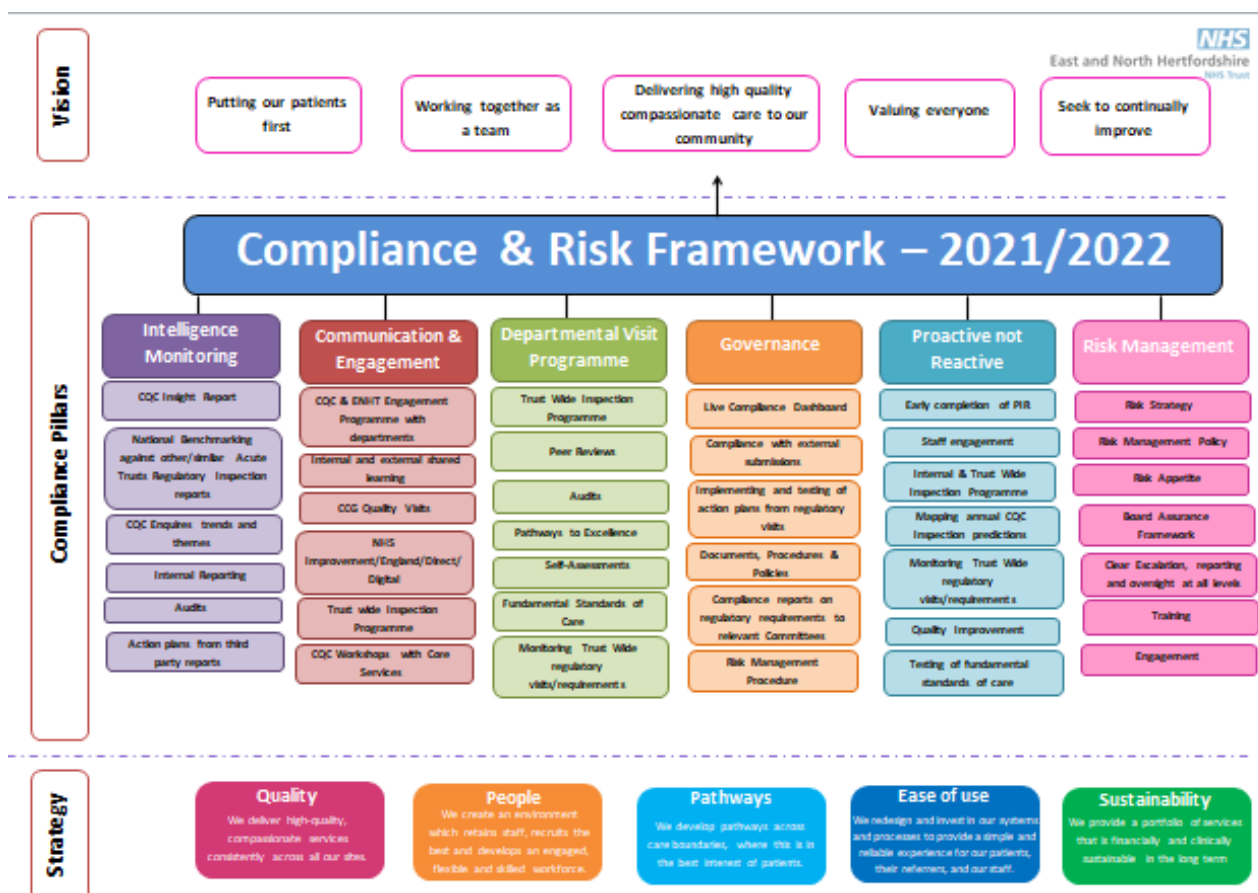 Vision
NHS
East and North Hertfordshire
NHS Trust
Putting our patients
first
Working together as
a team
Delivering high quality
compassionate care to our
community
Valuing everyone
Seek to continually
improve
Compliance Pillars
Compliance & Risk Framework – 2021/2022
Intelligence
Monitoring
CQC Insight Report
National Benchmarking
against other/similar Acute
Trusts Regulatory Inspection
reports
CQC Enquires trends and
themes
Internal Reporting
Audits
Action plans from third
party reports
Communication &
Engagement
CQC & ENHT Engagement
Programme with
departments
Internal and external shared
learning
CCG Quality Visits
NHS
Improvement/England/Direct/
Digital
Trust wide Inspection
Programme
CQC Workshops with Core
Services
Departmental Visit
Programme
Trust Wide Inspection
Programme
Peer Reviews
Audits
Pathways to Excellence
Self-Assessments
Fundamental Standards of
Care
Monitoring Trust Wide
regulatory
visits/requirements
Governance
Live Compliance Dashboard
Compliance with external
submissions
Implementing and testing of
action plans from regulatory
visits
Documents, Procedures &
Policies
Compliance reports on
regulatory requirements to
relevant Committees
Risk Management
Procedure
Proactive not
Reactive
Early completion of PIR
Staff engagement
Internal & Trust Wide
Inspection Programme
Mapping annual CQC
Inspection predictions
Monitoring Trust Wide
regulatory
visits/requirements
Quality Improvement
Testing of fundamental
standards of care
Risk Management
Risk Strategy
Risk Management Policy
Risk Appetite
Board Assurance
Framework
Clear Escalation, reporting
and oversight at all levels
Training
Engagement
Strategy
Quality
We deliver high-quality,
compassionate services
consistently across all our sites.
People
We create an environment
which retains staff, recruits the
best and develops an engaged,
flexible and skilled workforce.
Pathways
We develop pathways across
care boundaries, where this is in
the best interest of patients.
Ease of use
We redesign and invest in our systems
and processes to provide a simple and
reliable experience for our patients,
their referrers, and our staff.
Sustainability
We provide a portfolio of services
that is financially and clinically
sustainable in the long term